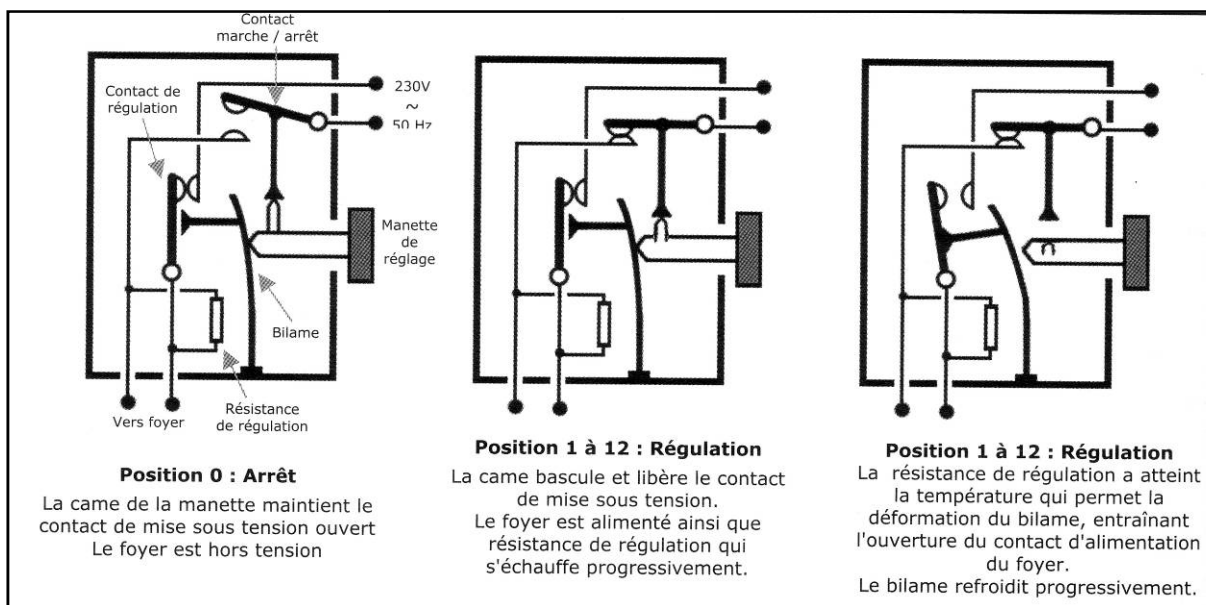 Contact
marche / arrêt
Contact de
régulation
230V
~
50 Hz
Manette
de
réglage
Bilame
Vers foyer
Résistance
de régulation
Position 0 : Arrêt
La came de la manette maintient le
contact de mise sous tension ouvert
Le foyer est hors tension
Position 1 à 12 : Régulation
La came bascule et libère le contact
de mise sous tension.
Le foyer est alimenté ainsi que
résistance de régulation qui
s'échauffe progressivement.
Position 1 à 12 : Régulation
La résistance de régulation a atteint
la température qui permet la
déformation du bilame, entraînant
l'ouverture du contact d'alimentation
du foyer.
Le bilame refroidit progressivement.